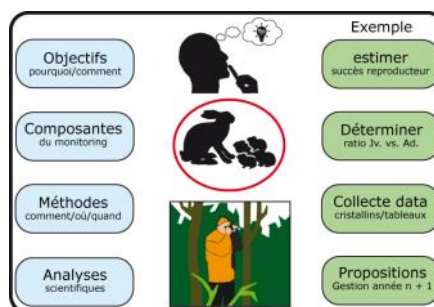 Exemple
Objectifs
pourquoi/comment
estimer
succès reproducteur
Composantes
du monitoring
Déterminer
ratio Jv. vs. Ad.
Méthodes
comment/où/quand
Collecte data
cristallins/tableaux
Analyses
scientifiques
Propositions
Gestion année n + 1